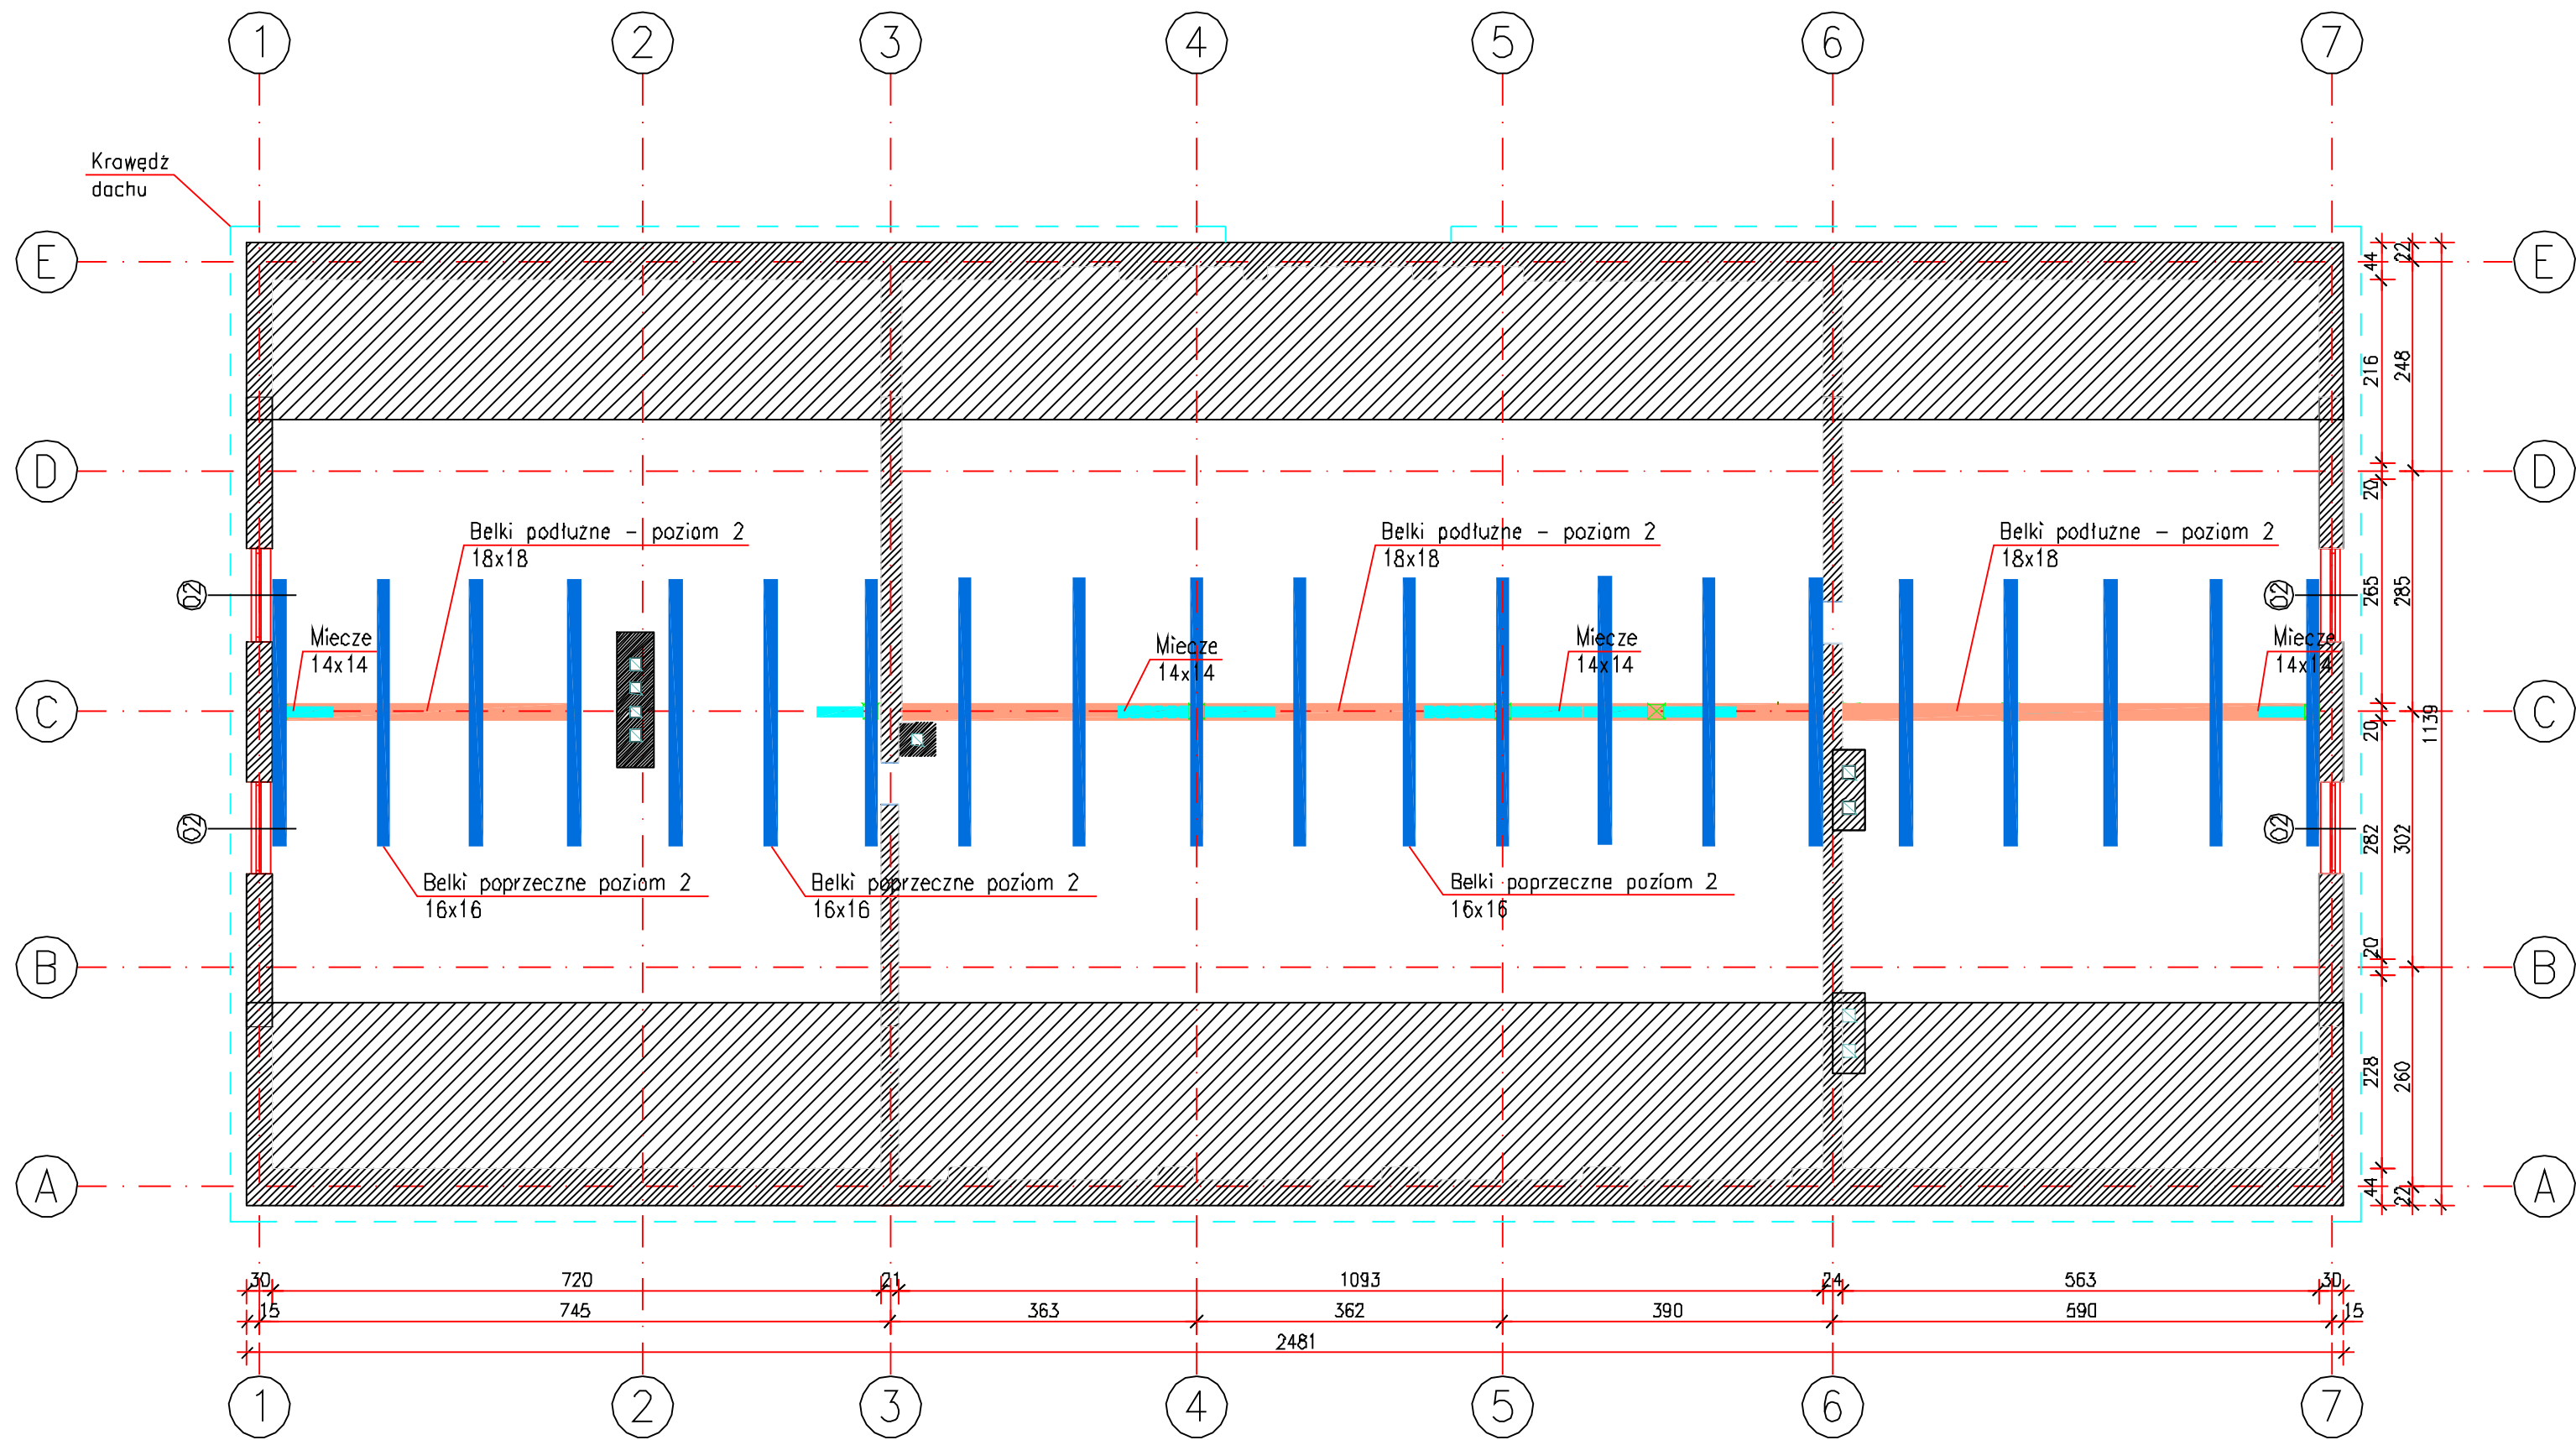 1 2 3 4 5 6 7
Krawędź
dachu
E E
D D
C C
B B
A A
Belki podłużne - poziom 2
18x18
Belki podłużne - poziom 2
18x18
Belki podłużne - poziom 2
18x18
O2
O2
Miecze
14x14
Miecze
14x14
Miecze
14x14
Miecze
14x14
O2
O2
Belki poprzeczne poziom 2
16x16
Belki poprzeczne poziom 2
16x16
Belki poprzeczne poziom 2
16x16
44 216 20 265 20 282 20 228 44
22 248 285 302 260 22
1139
30 720 21 1093 24 563 30
15 745 363 362 390 590 15
2481
1 2 3 4 5 6 7